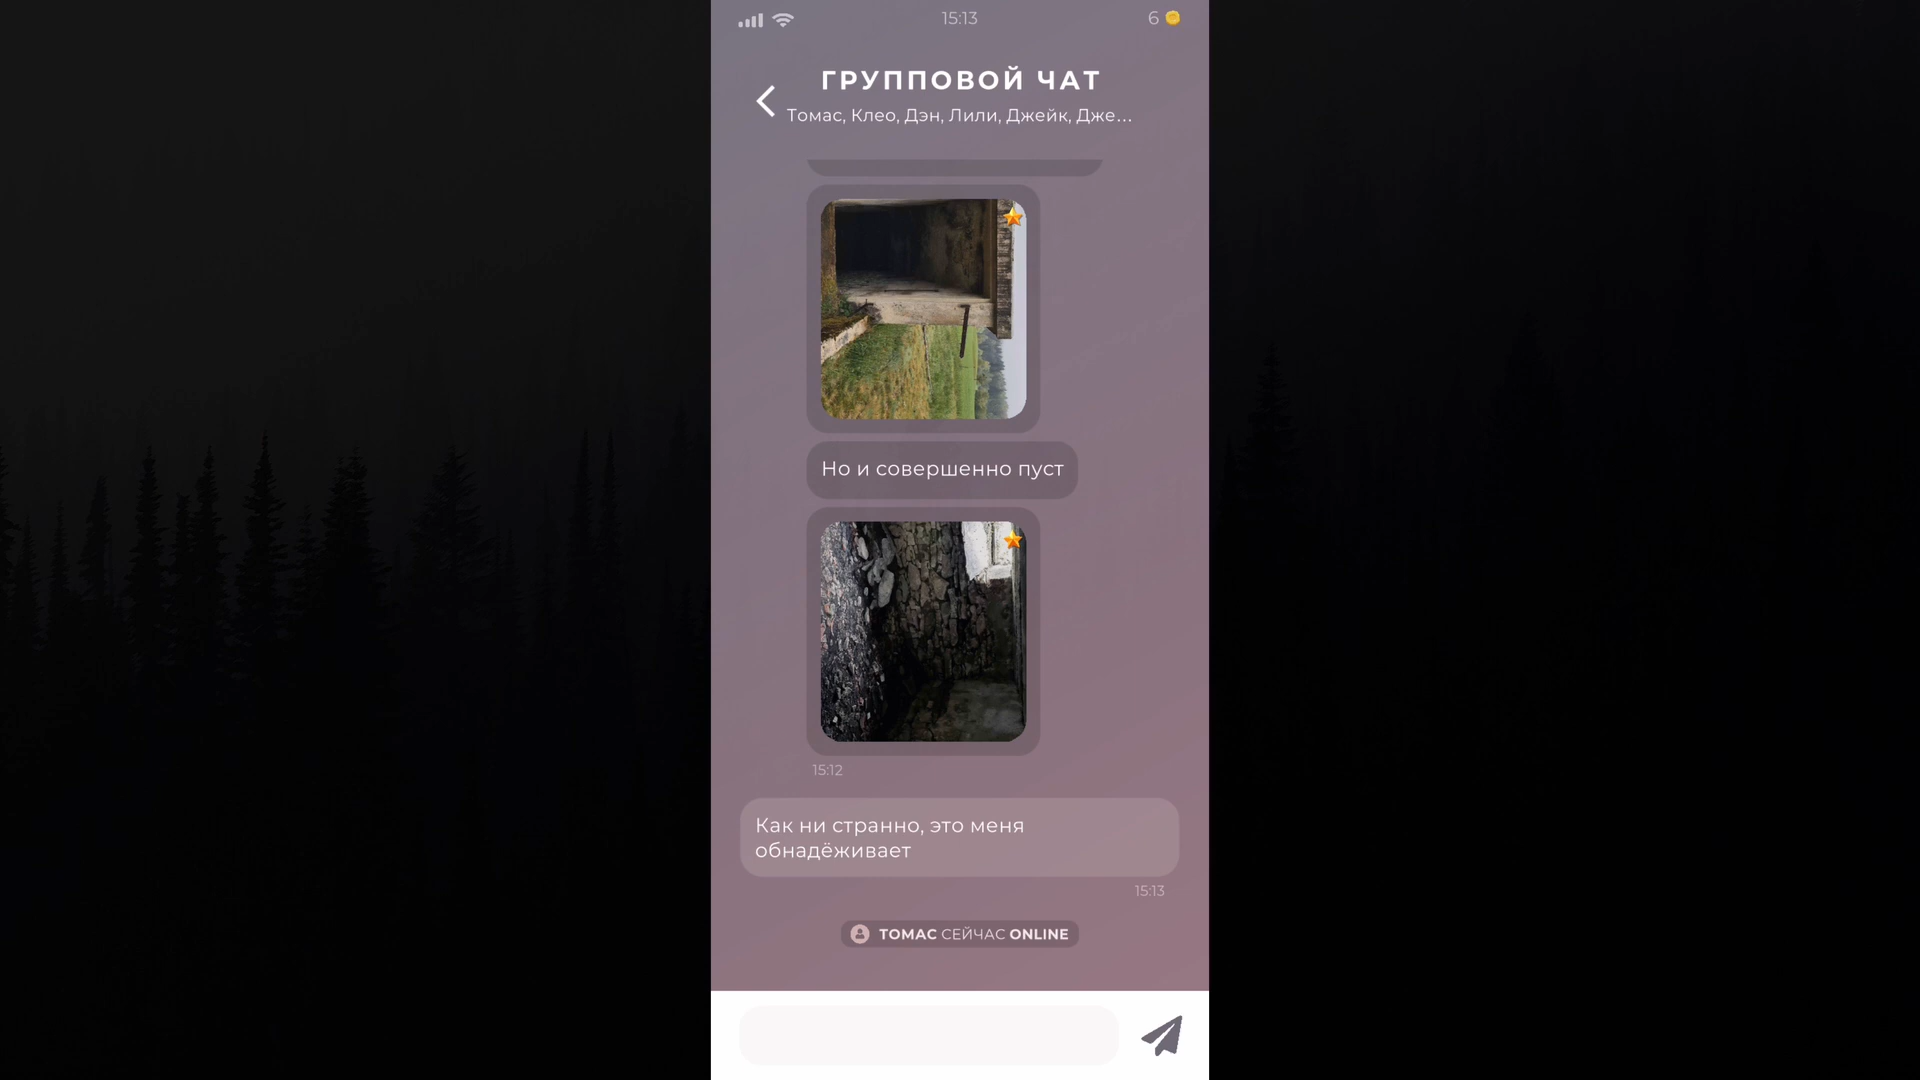 15:13
6
ГРУППОВОЙ ЧАТ
Томас, Клео, Дэн, Лили, Джейк, Дже...
Но и совершенно пуст
15:12
Как ни странно, это меня
обнадёживает
15:13
ТОМАС СЕЙЧАС ONLINE